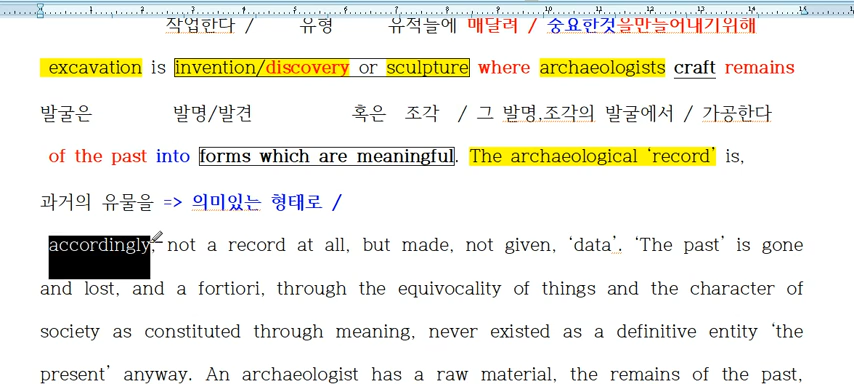 작업한다 / 유형 유적들에 매달려 / 중요한것을만들어내기위해
excavation is invention/discovery or sculpture where archaeologists craft remains
발굴은 발명/발견 혹은 조각 / 그 발명,조각의 발굴에서 / 가공한다
of the past into forms which are meaningful. The archaeological ‘record’ is,
과거의 유물을 => 의미있는 형태로 /
accordingly, not a record at all, but made, not given, ‘data’. ‘The past’ is gone
and lost, and a fortiori, through the equivocality of things and the character of
society as constituted through meaning, never existed as a definitive entity ‘the
present’ anyway. An archaeologist has a raw material, the remains of the past,